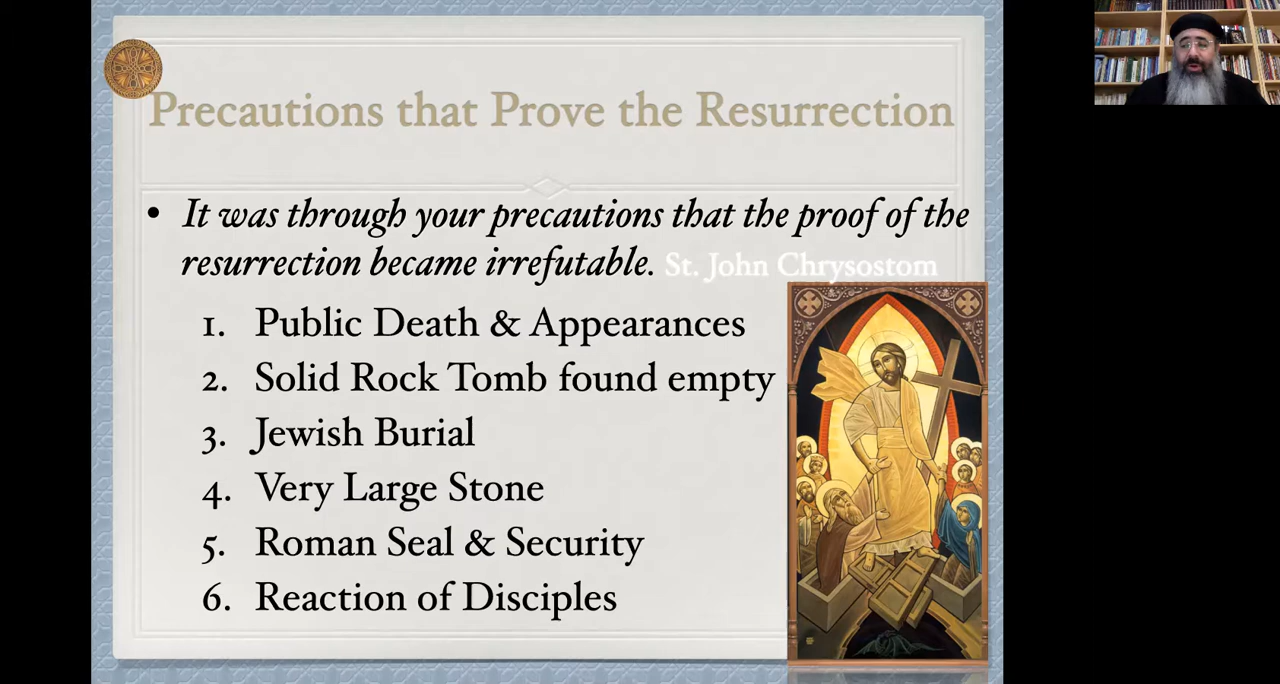 Precautions that Prove the Resurrection
• It was through your precautions that the proof of the
resurrection became irrefutable. St. John Chrysostom
1. Public Death & Appearances
2. Solid Rock Tomb found empty
3. Jewish Burial
4. Very Large Stone
5. Roman Seal & Security
6. Reaction of Disciples